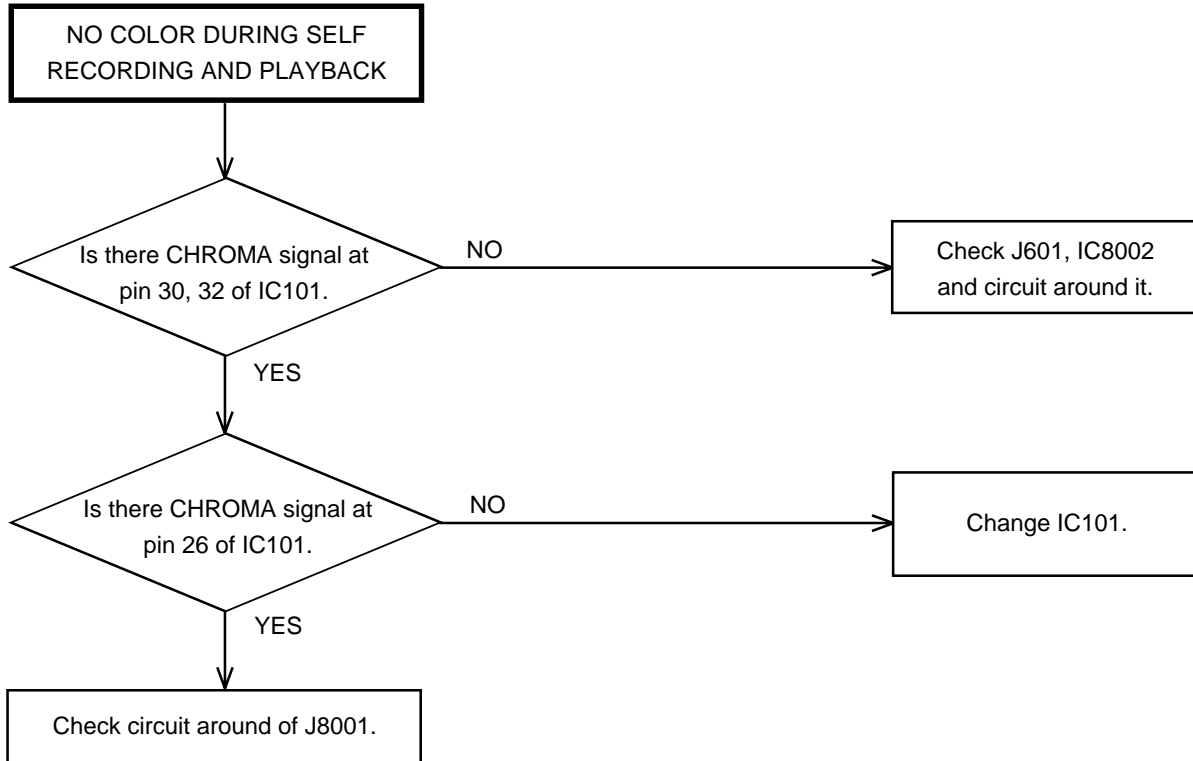 NO COLOR DURING SELF
RECORDING AND PLAYBACK
Is there CHROMA signal at
pin 30, 32 of IC101.
NO
Check J601, IC8002
and circuit around it.
YES
Is there CHROMA signal at
pin 26 of IC101.
NO
Change IC101.
YES
Check circuit around of J8001.